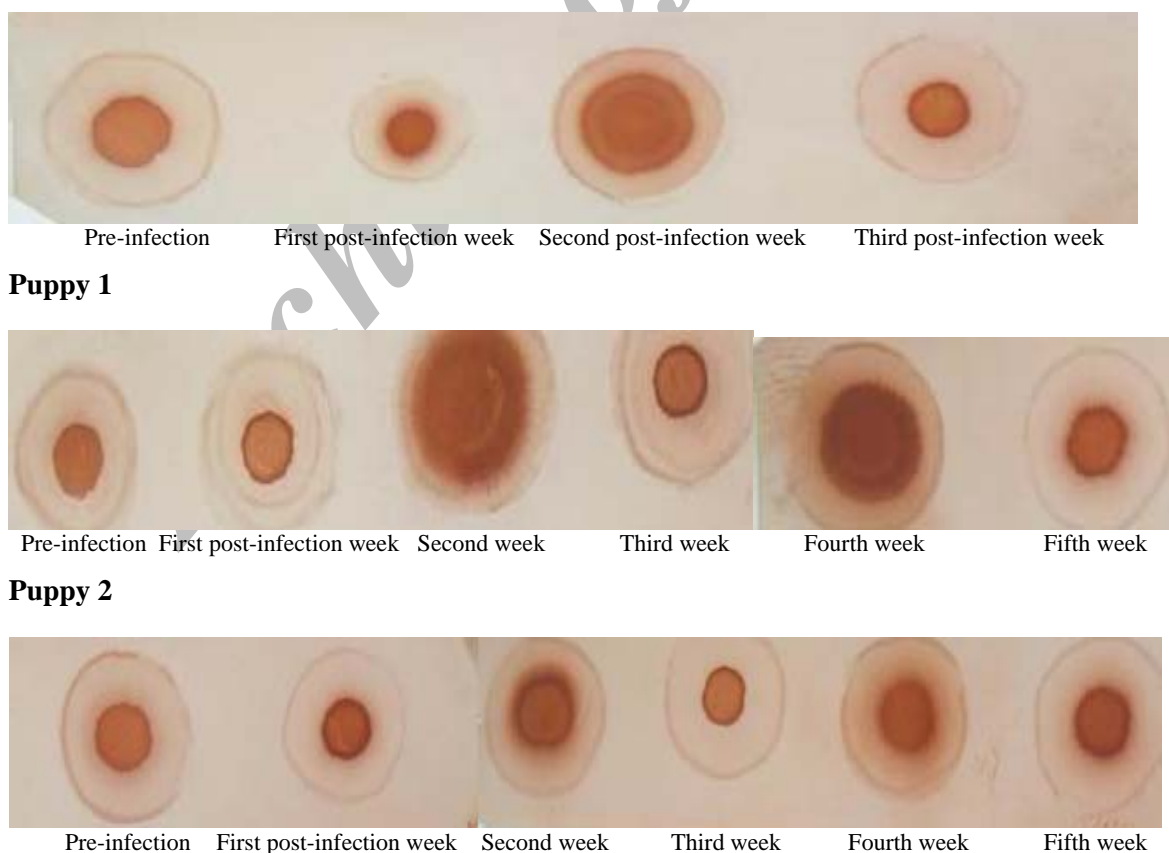 Pre-infection First post-infection week Second post-infection week Third post-infection week
Puppy 1
Pre-infection First post-infection week Second week Third week Fourth week Fifth week
Puppy 2
Pre-infection First post-infection week Second week Third week Fourth week Fifth week